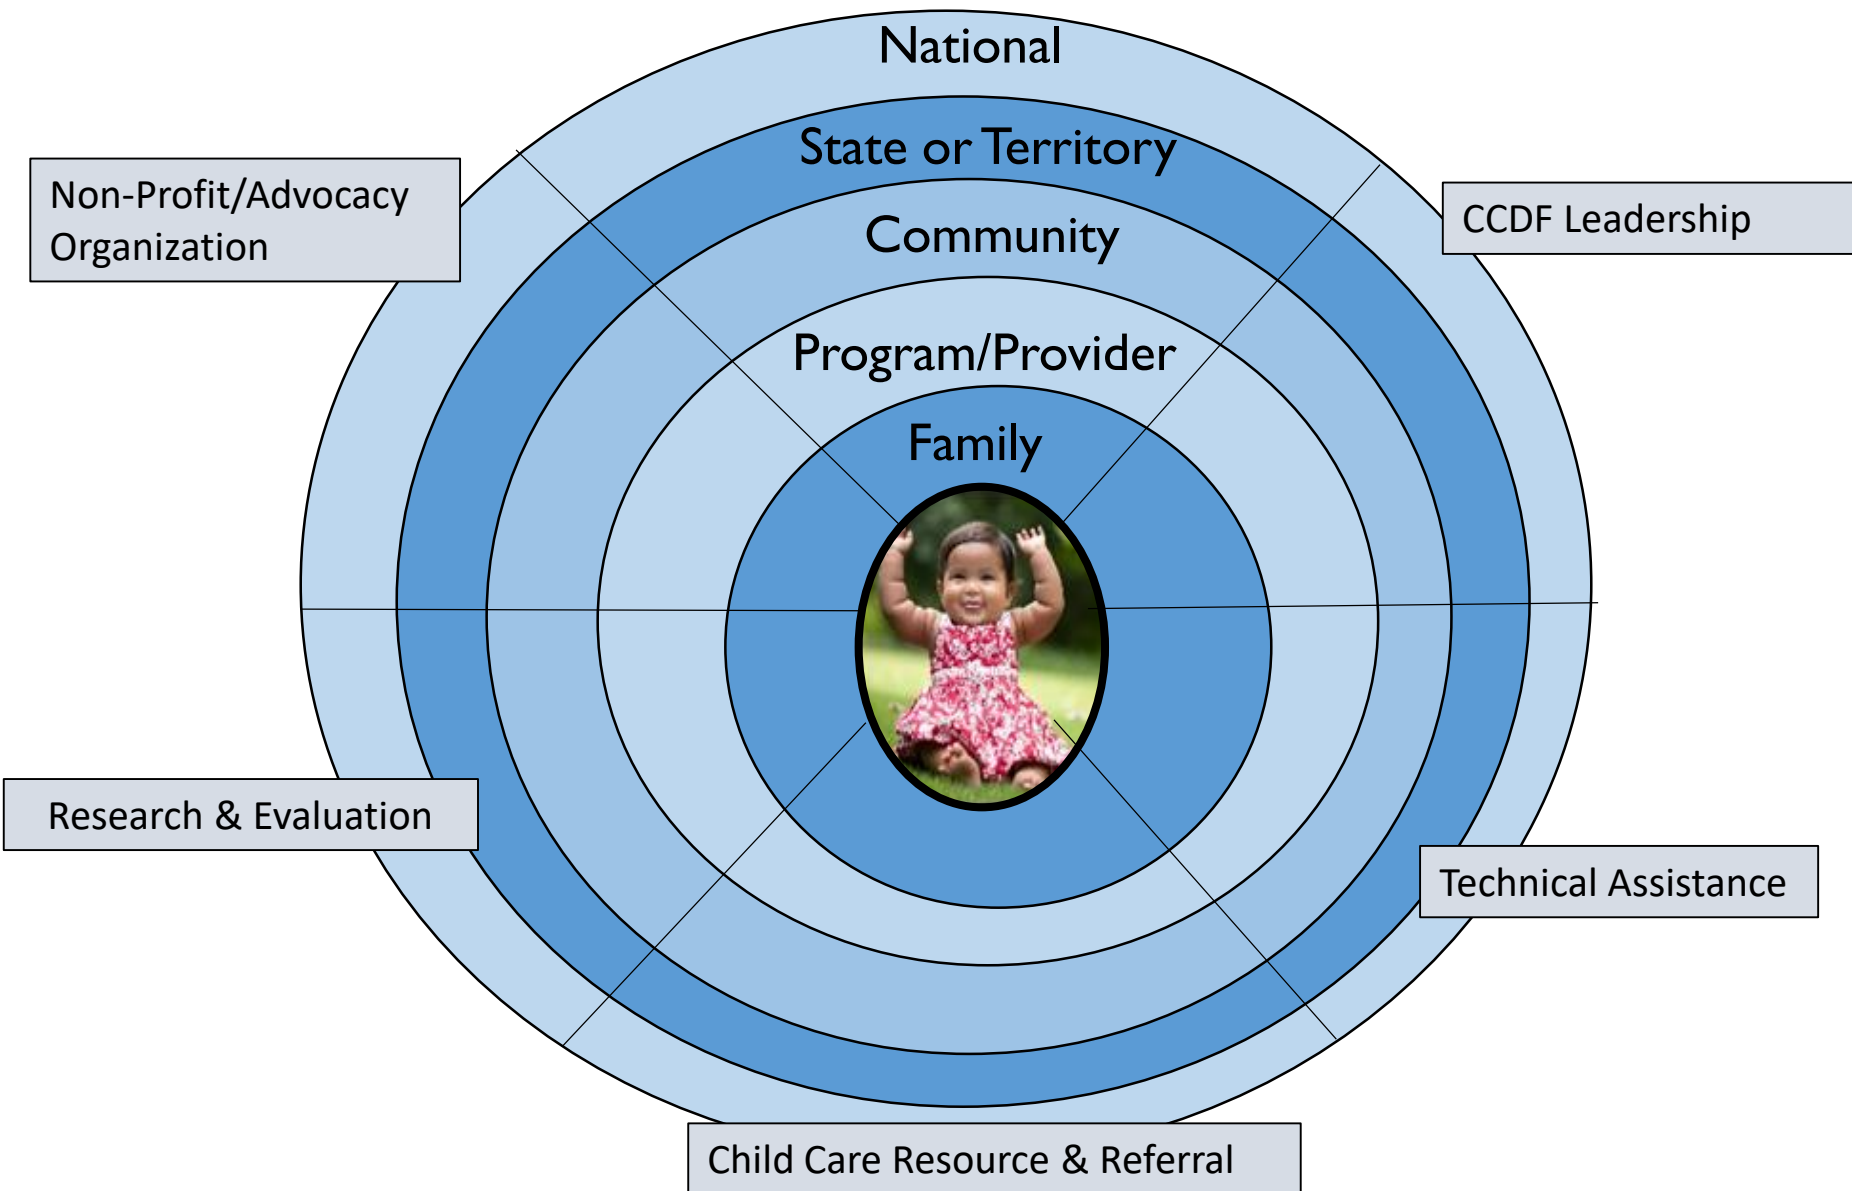 National
State or Territory
Non-Profit/Advocacy
Organization
CCDF Leadership
Community
Program/Provider
Family
Research & Evaluation
Technical Assistance
Child Care Resource & Referral